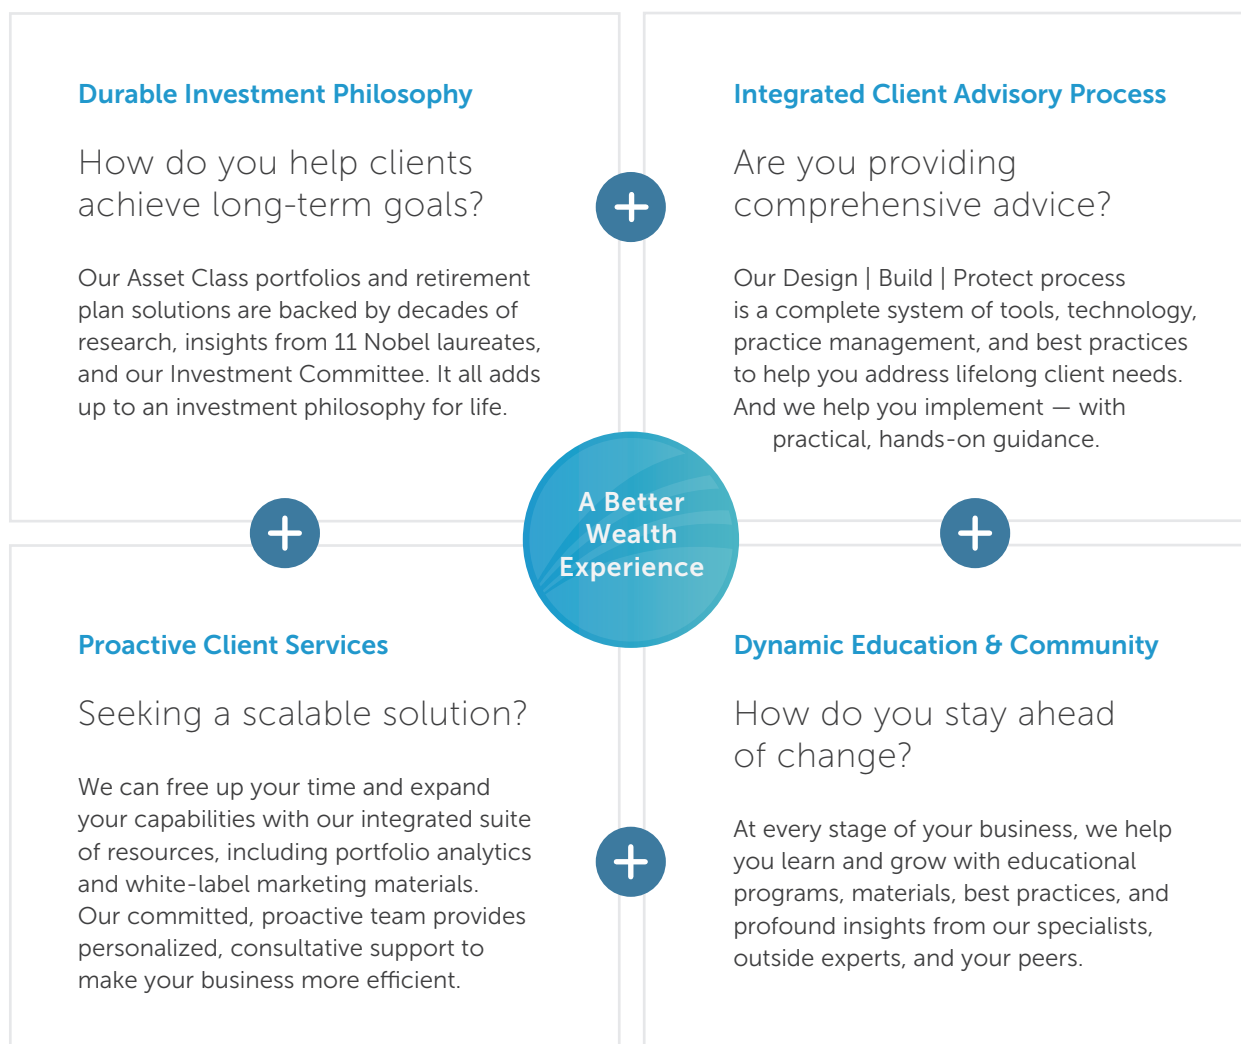 Durable Investment Philosophy
How do you help clients
achieve long-term goals?
Our Asset Class portfolios and retirement
plan solutions are backed by decades of
research, insights from 11 Nobel laureates,
and our Investment Committee. It all adds
up to an investment philosophy for life.
Integrated Client Advisory Process
Are you providing
comprehensive advice?
Our Design | Build | Protect process
is a complete system of tools, technology,
practice management, and best practices
to help you address lifelong client needs.
And we help you implement — with
practical, hands-on guidance.
A Better
Wealth
Experience
Proactive Client Services
Seeking a scalable solution?
We can free up your time and expand
your capabilities with our integrated suite
of resources, including portfolio analytics
and white-label marketing materials.
Our committed, proactive team provides
personalized, consultative support to
make your business more efficient.
Dynamic Education & Community
How do you stay ahead
of change?
At every stage of your business, we help
you learn and grow with educational
programs, materials, best practices, and
profound insights from our specialists,
outside experts, and your peers.